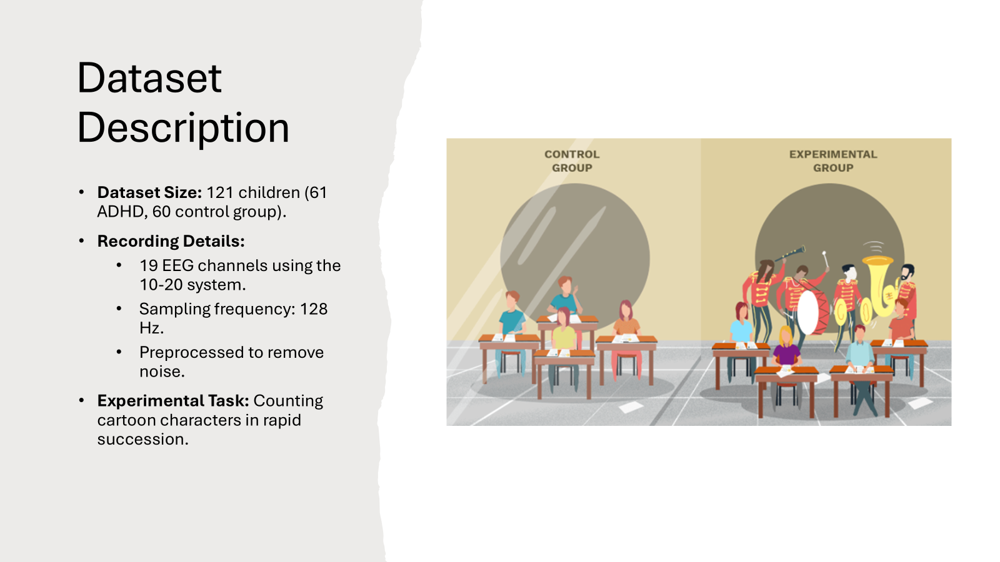 Dataset
Description
• Dataset Size: 121 children (61
ADHD, 60 control group).
• Recording Details:
• 19 EEG channels using the
10-20 system.
• Sampling frequency: 128
Hz.
• Preprocessed to remove
noise.
• Experimental Task: Counting
cartoon characters in rapid
succession.
CONTROL
GROUP
EXPERIMENTAL
GROUP